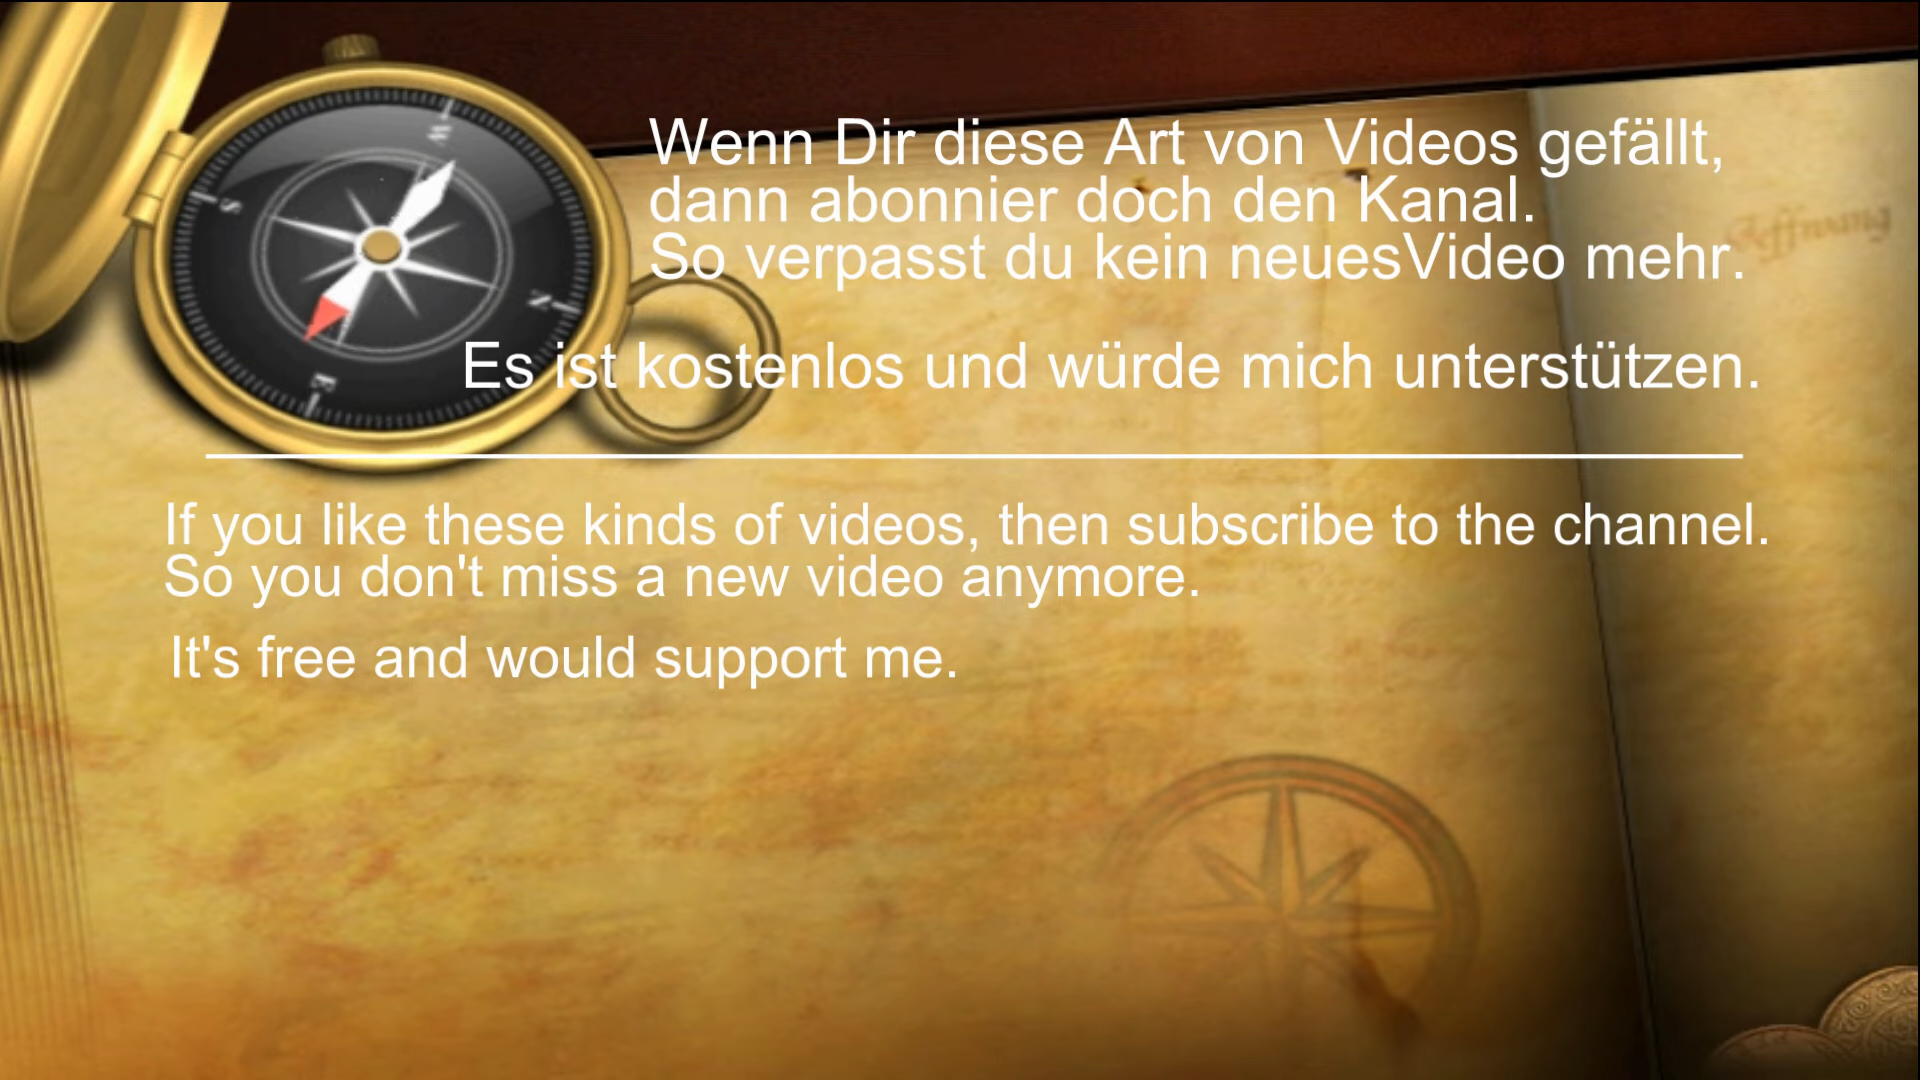 Wenn Dir diese Art von Videos gefällt,
dann abonnier doch den Kanal.
So verpasst du kein neuesVideo mehr.
Es ist kostenlos und würde mich unterstützen.
If you like these kinds of videos, then subscribe to the channel.
So you don't miss a new video anymore.
It's free and would support me.
W
S
N
E